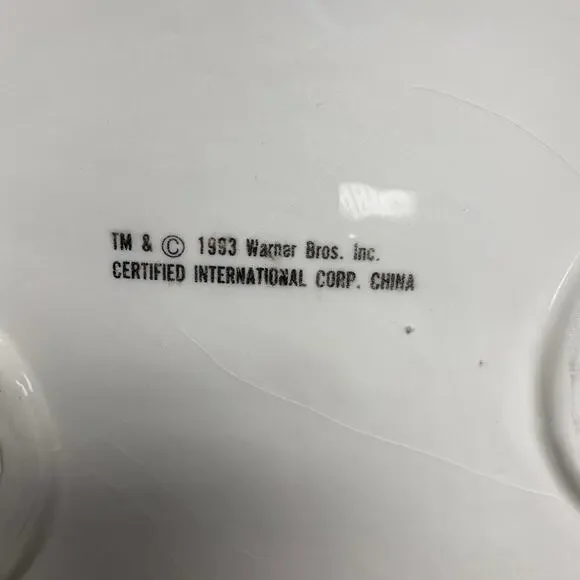 TM & © 1993 Warner Bros. Inc.
CERTIFIED INTERNATIONAL CORP. CHINA